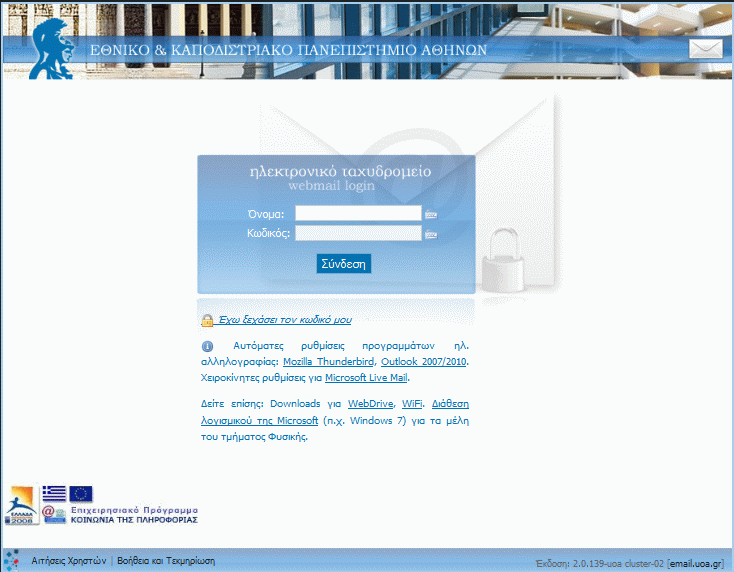 ΕΘΝΙΚΟ & ΚΑΠΟΔΙΣΤΡΙΑΚΟ ΠΑΝΕΠΙΣΤΗΜΙΟ ΑΘΗΝΩΝ
ηλεκτρονικό ταχυδρομείο
webmail login
Όνομα:
Κωδικός:
Σύνδεση
Έχω ξεχάσει τον κωδικό μου
Αυτόματες ρυθμίσεις προγραμμάτων ηλ.
αλληλογραφίας: Mozilla Thunderbird, Outlook 2007/2010.
Χειροκίνητες ρυθμίσεις για Microsoft Live Mail.
Δείτε επίσης: Downloads για WebDrive, WiFi. Διάθεση
λογισμικού της Microsoft (π.χ. Windows 7) για τα μέλη
του τμήματος Φυσικής.
ΕΛΛΑΔΑ
2008
Επιχειρησιακό Πρόγραμμα
ΚΟΙΝΩΝΙΑ ΤΗΣ ΠΛΗΡΟΦΟΡΙΑΣ
Αιτήσεις Χρηστών | Βοήθεια και Τεκμηρίωση
Έκδοση: 2.0.139-uoa cluster-02 [email.uoa.gr]